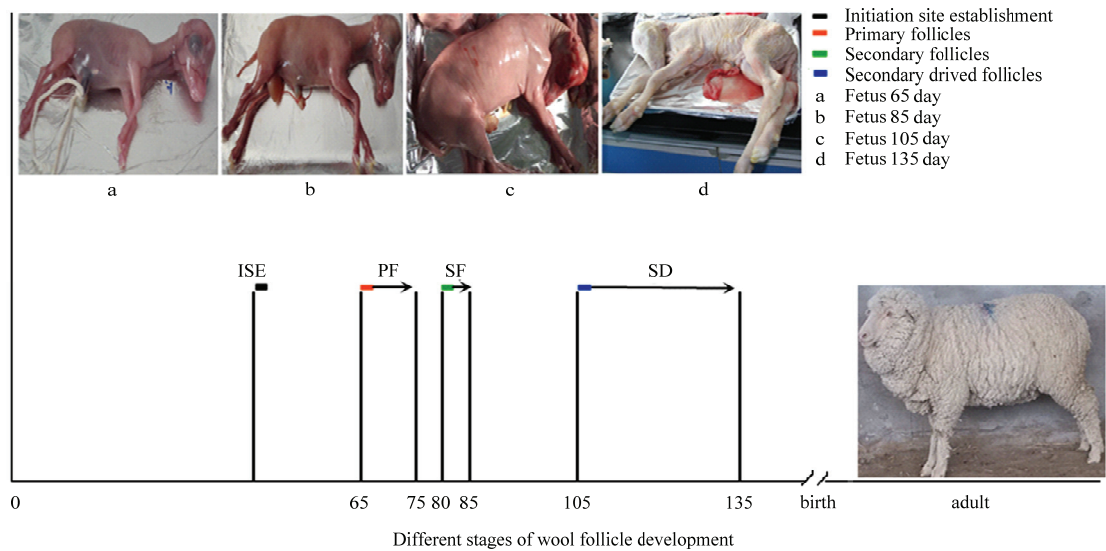 Initiation site establishment
Primary follicles
Secondary follicles
Secondary drived follicles
a Fetus 65 day
b Fetus 85 day
c Fetus 105 day
d Fetus 135 day
a b c d
ISE PF SF SD
0 65 75 80 85 105 135 birth adult
Different stages of wool follicle development